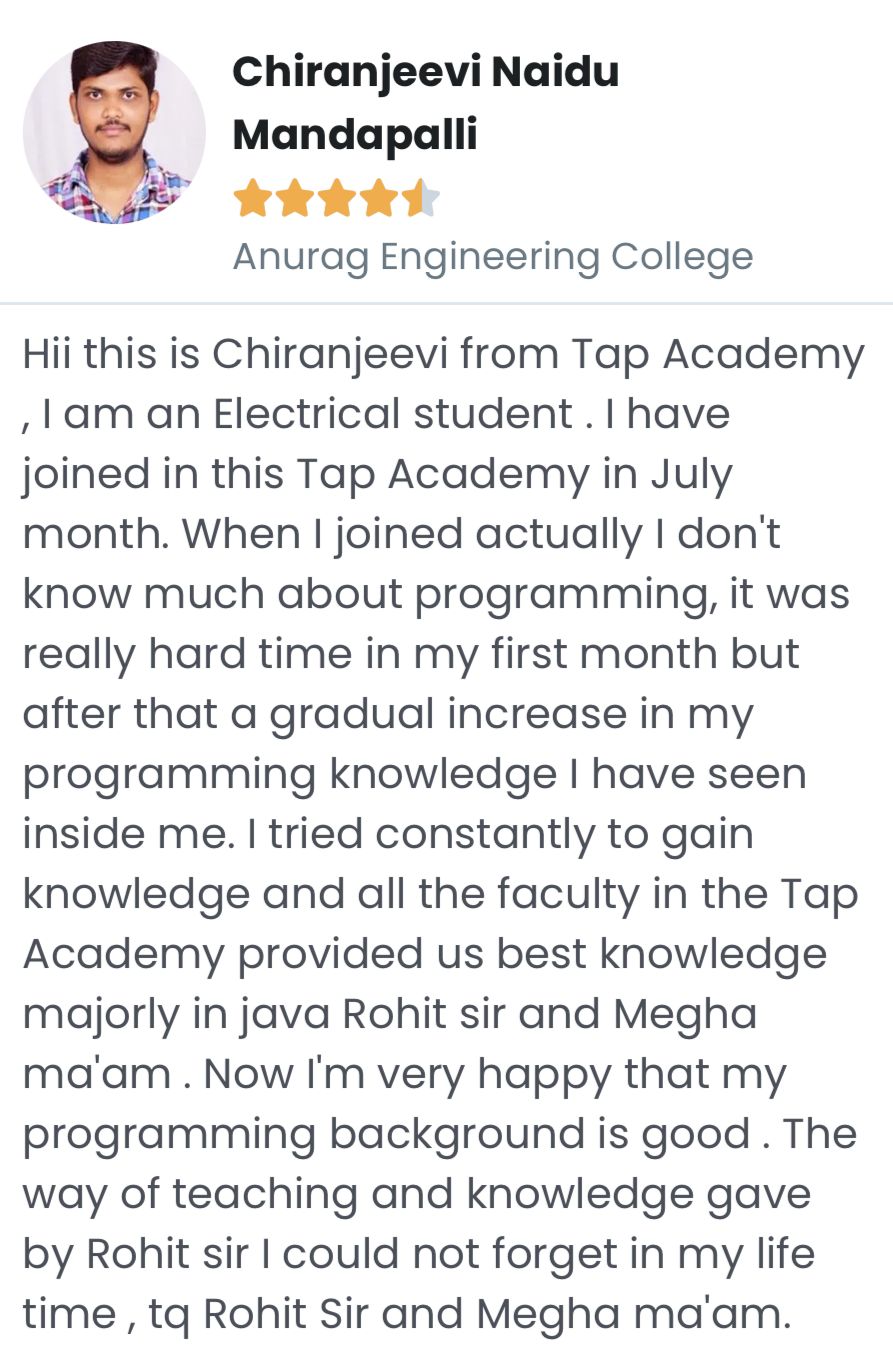 Chiranjeevi Naidu
Mandapalli
Anurag Engineering College
Hii this is Chiranjeevi from Tap Academy
, I am an Electrical student . I have
joined in this Tap Academy in July
month. When I joined actually I don't
know much about programming, it was
really hard time in my first month but
after that a gradual increase in my
programming knowledge I have seen
inside me. I tried constantly to gain
knowledge and all the faculty in the Tap
Academy provided us best knowledge
majorly in java Rohit sir and Megha
ma'am . Now I'm very happy that my
programming background is good . The
way of teaching and knowledge gave
by Rohit sir I could not forget in my life
time , tq Rohit Sir and Megha ma'am.